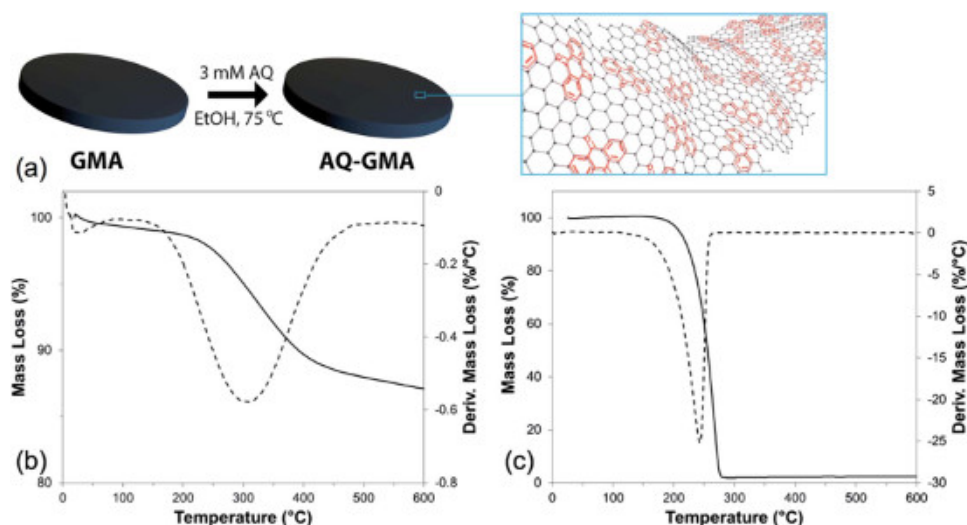 3 mM AQ
EtOH, 75 °C
GMA
AQ-GMA
(a)
100
90
80
Mass Loss (%)
0
-0.2
-0.4
-0.6
-0.8
Deriv. Mass Loss (%/°C)
(b)
0 100 200 300 400 500 600
Temperature (°C)
100
80
60
40
20
0
Mass Loss (%)
5
0
-5
-10
-15
-20
-25
-30
Deriv. Mass Loss (%/°C)
(c)
0 100 200 300 400 500 600
Temperature (°C)